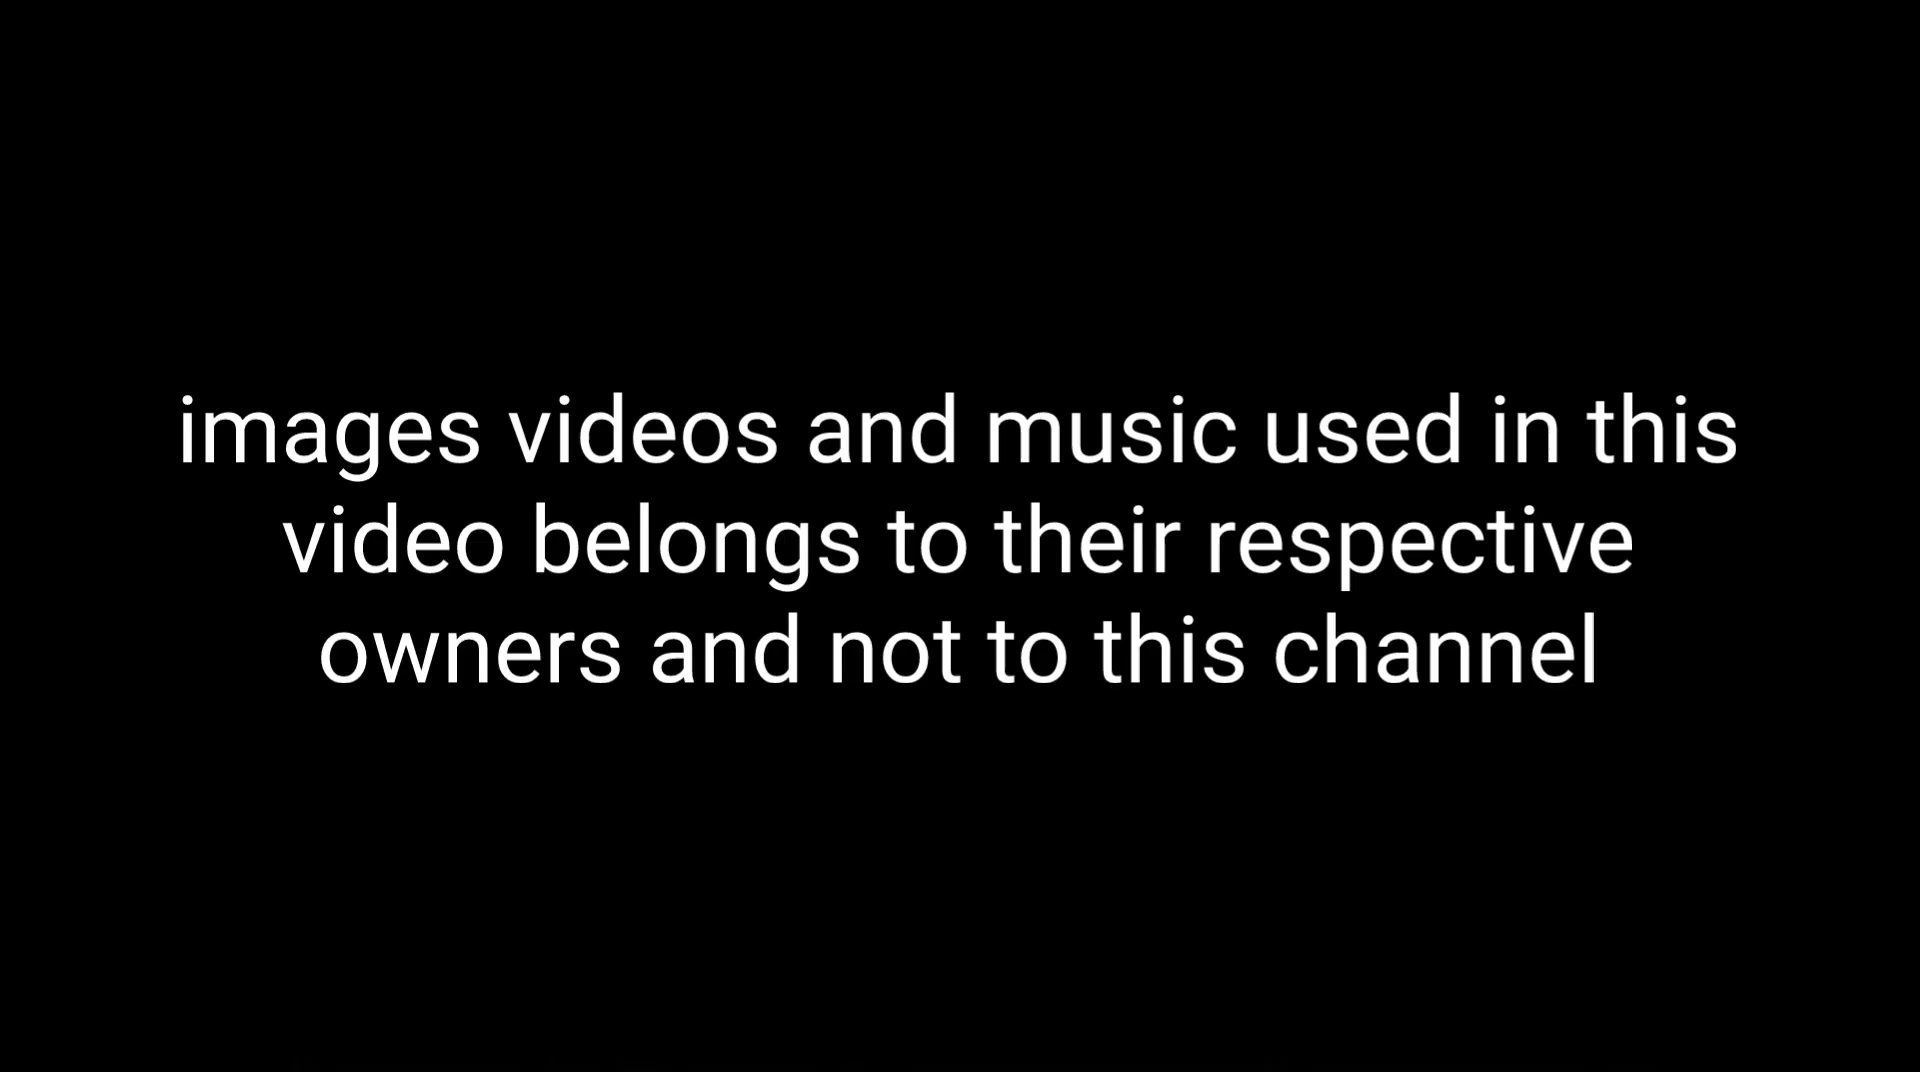 images videos and music used in this
video belongs to their respective
owners and not to this channel